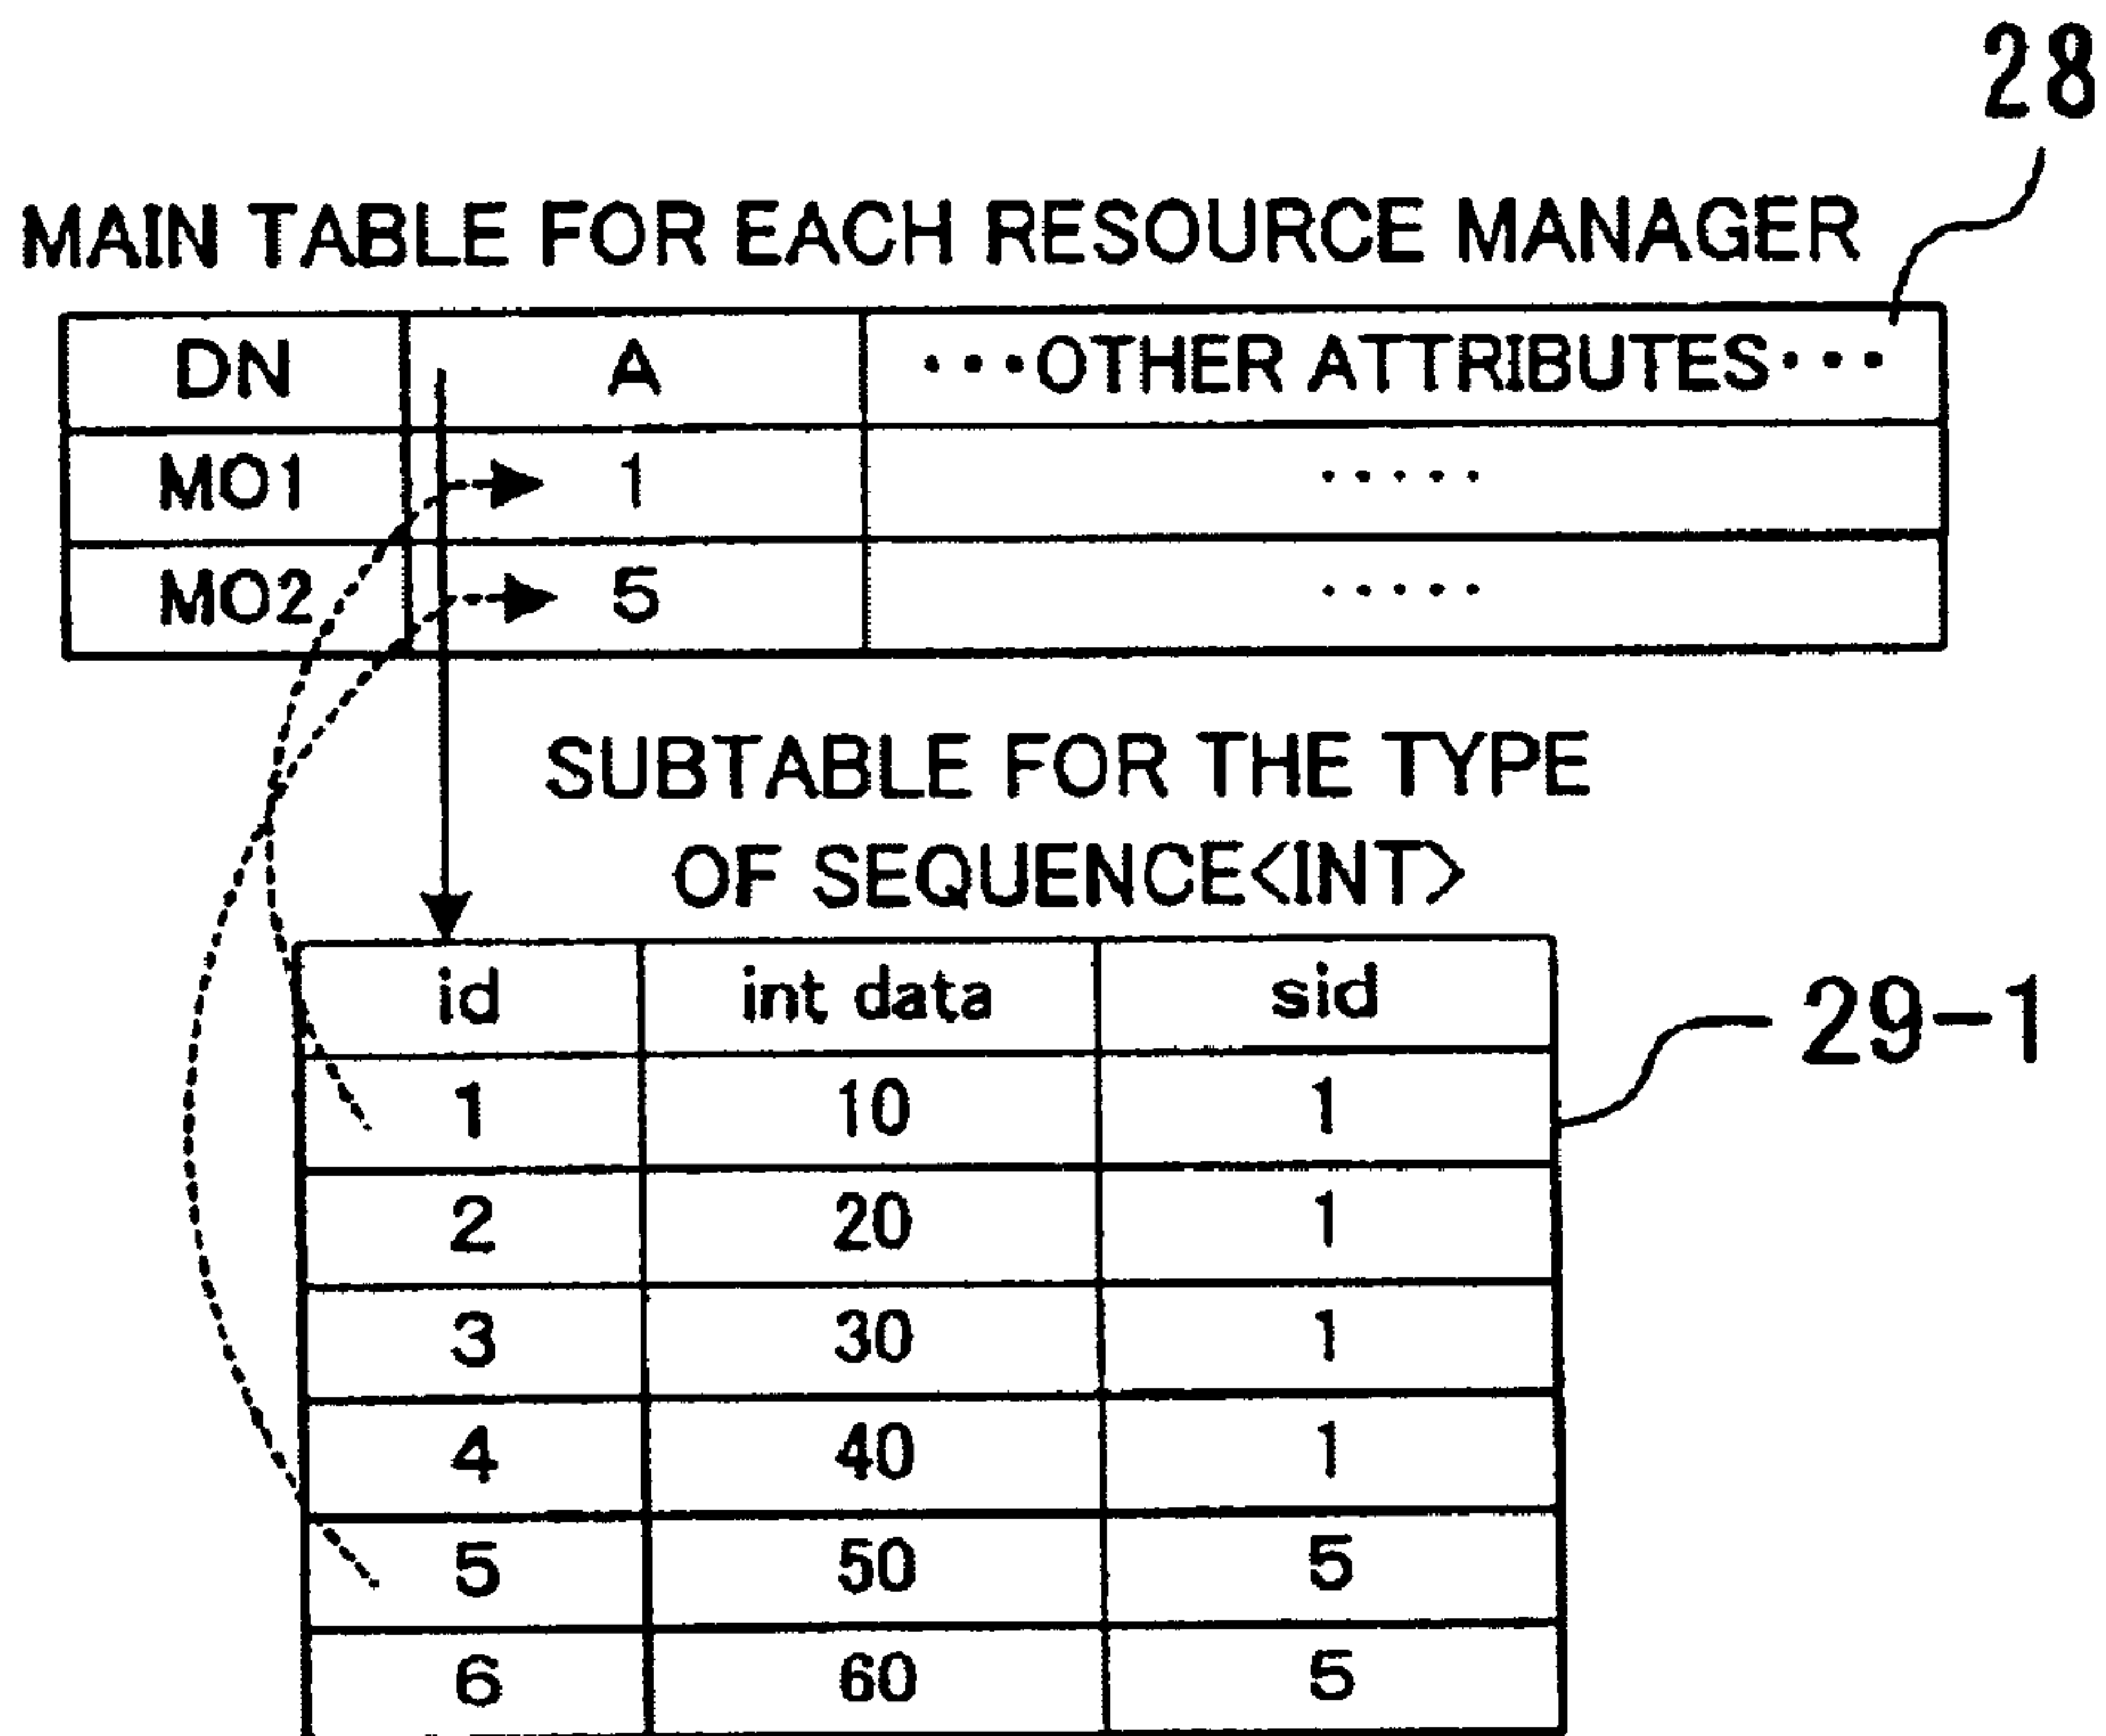 28
MAIN TABLE FOR EACH RESOURCE MANAGER
DN A ···OTHER ATTRIBUTES···
MO1 1 ·····
MO2 5 ·····
SUBTABLE FOR THE TYPE
OF SEQUENCE<INT>
id int data sid
29-1
1 10 1
2 20 1
3 30 1
4 40 1
5 50 5
6 60 5